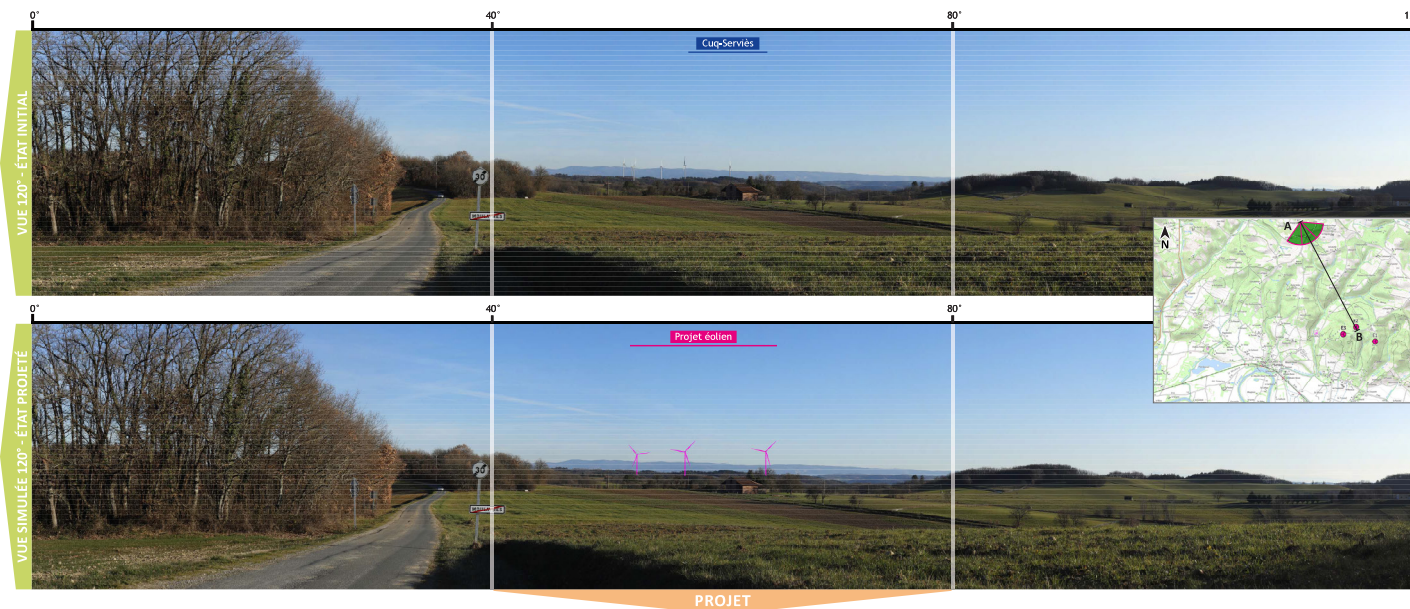 0°
40°
80°
1
VUE 120° - ÉTAT INITIAL
Cuq-Serviès
30
A
N
B
0°
40°
80°
VUE SIMULÉE 120° - ÉTAT PROJETÉ
Projet éolien
30
PROJET